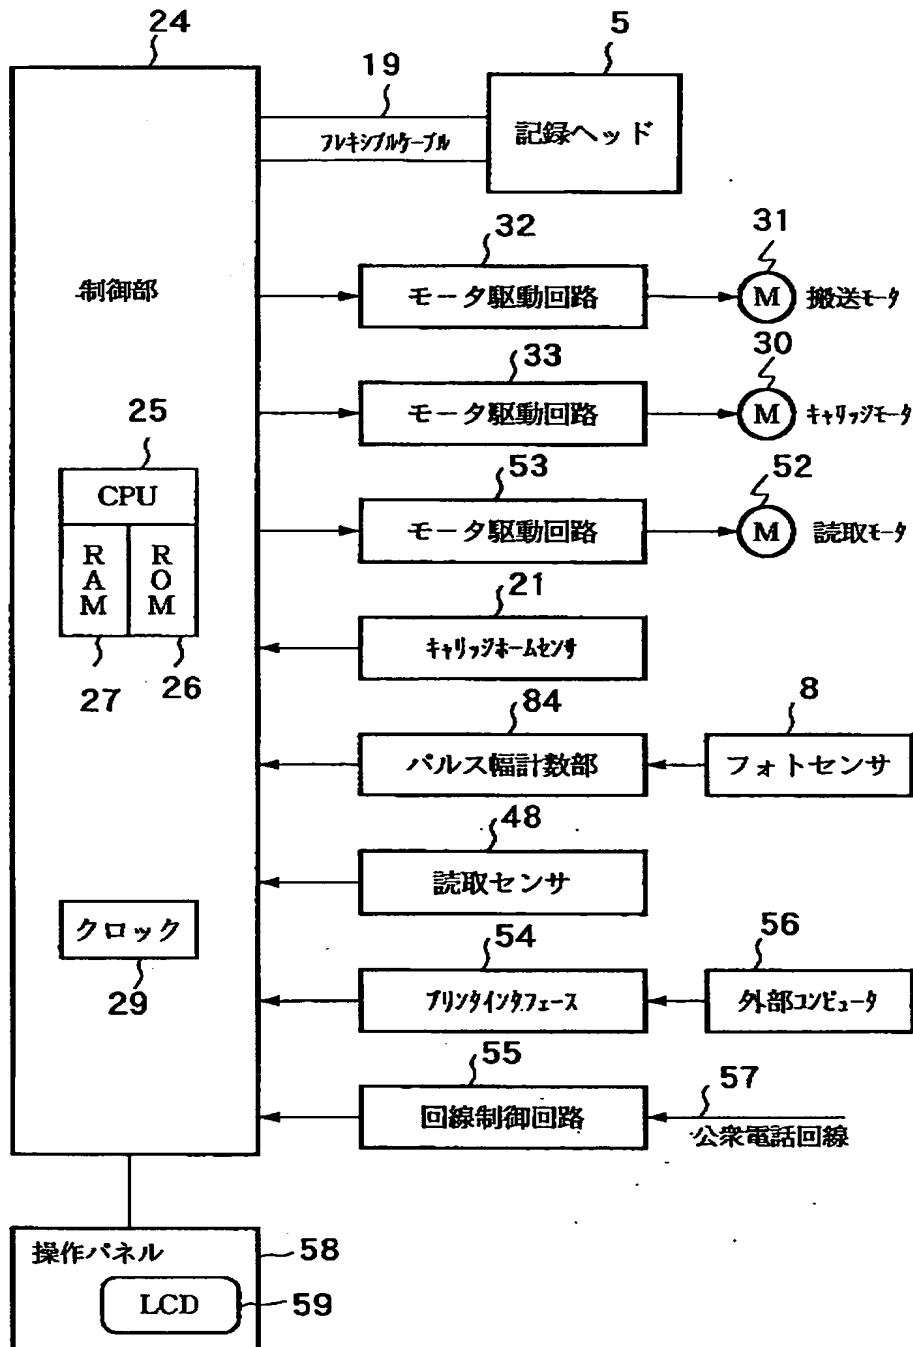 24
5
19
フレキシブルケーブル
記録ヘッド
制御部
32
モータ駆動回路
31
M
搬送モータ
33
モータ駆動回路
30
M
キャリッジモータ
25
CPU
RAM
ROM
27
26
53
モータ駆動回路
52
M
読取モータ
21
キャリッジホームセンサ
84
パルス幅計数部
8
フォトセンサ
48
読取センサ
クロック
29
54
プリンタインタフェース
56
外部コンピュータ
55
回線制御回路
57
公衆電話回線
操作パネル
58
LCD
59